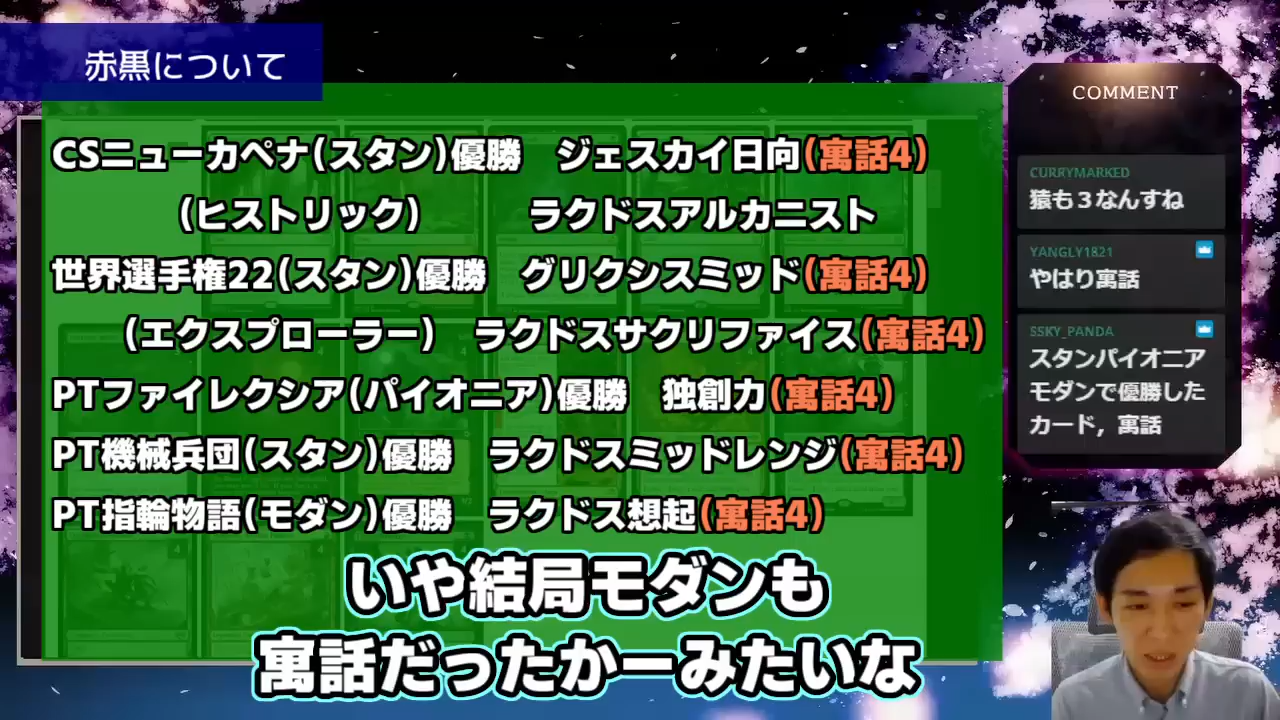 赤黒について
CSニューカペナ(スタン)優勝　ジェスカイ日向(寓話4)
(ヒストリック)　ラクドスアルカニスト
世界選手権22(スタン)優勝　グリクシスミッド(寓話4)
(エクスプローラー)　ラクドスサクリファイス(寓話4)
PTファイレクシア(パイオニア)優勝　独創力(寓話4)
PT機械兵団(スタン)優勝　ラクドスミッドレンジ(寓話4)
PT指輪物語(モダン)優勝　ラクドス想起(寓話4)
いや結局モダンも
寓話だったかーみたいな
COMMENT
CURRYMARKED
猿も３なんすね
YANGLY1821
やはり寓話
SSKY_PANDA
スタンパイオニア
モダンで優勝した
カード，寓話